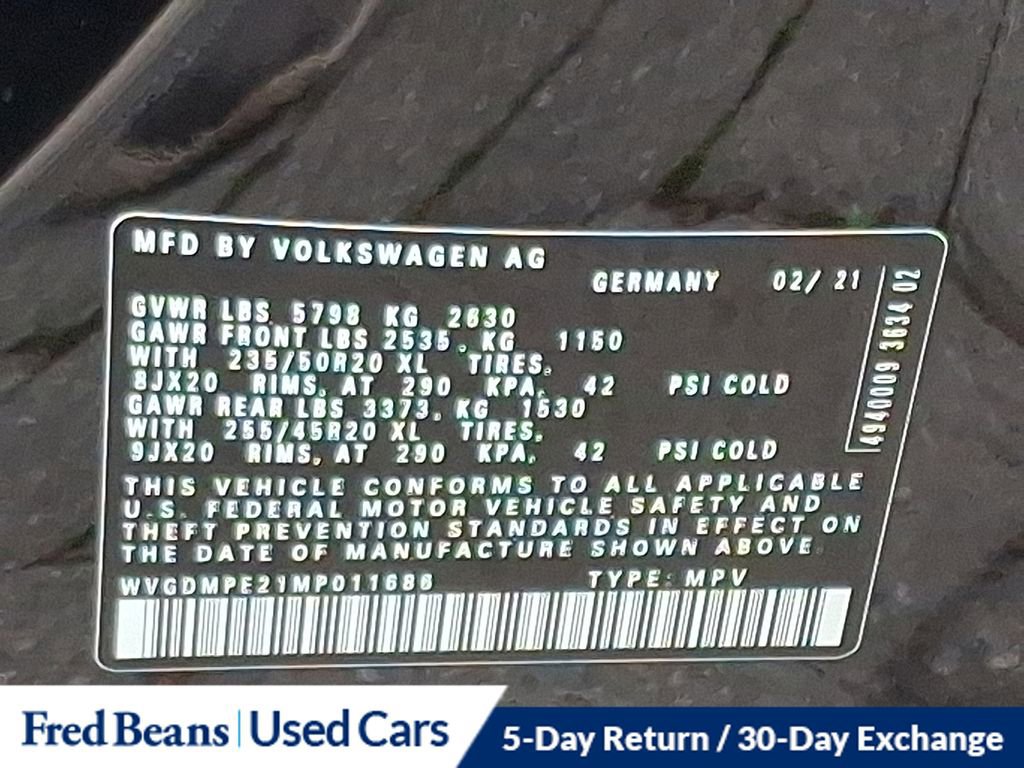 MFD BY VOLKSWAGEN AG
GERMANY 02/ 21
GVWR LBS 5798 KG 2630
GAWR FRONT LBS 2535. KG 1150
WITH 235/50R20 XL TIRES.
8JX20 RIMS. AT 290 KPA. 42 PSI COLD
GAWR REAR LBS 3373. KG 1530
WITH 255/45R20 XL TIRES.
9JX20 RIMS. AT 290 KPA. 42 PSI COLD
4940009 3634 02
THIS VEHICLE CONFORMS TO ALL APPLICABLE
U.S. FEDERAL MOTOR VEHICLE SAFETY AND
THEFT PREVENTION STANDARDS IN EFFECT ON
THE DATE OF MANUFACTURE SHOWN ABOVE
WVGDMPE21MP011686 TYPE: MPV
Fred Beans | Used Cars
5-Day Return / 30-Day Exchange